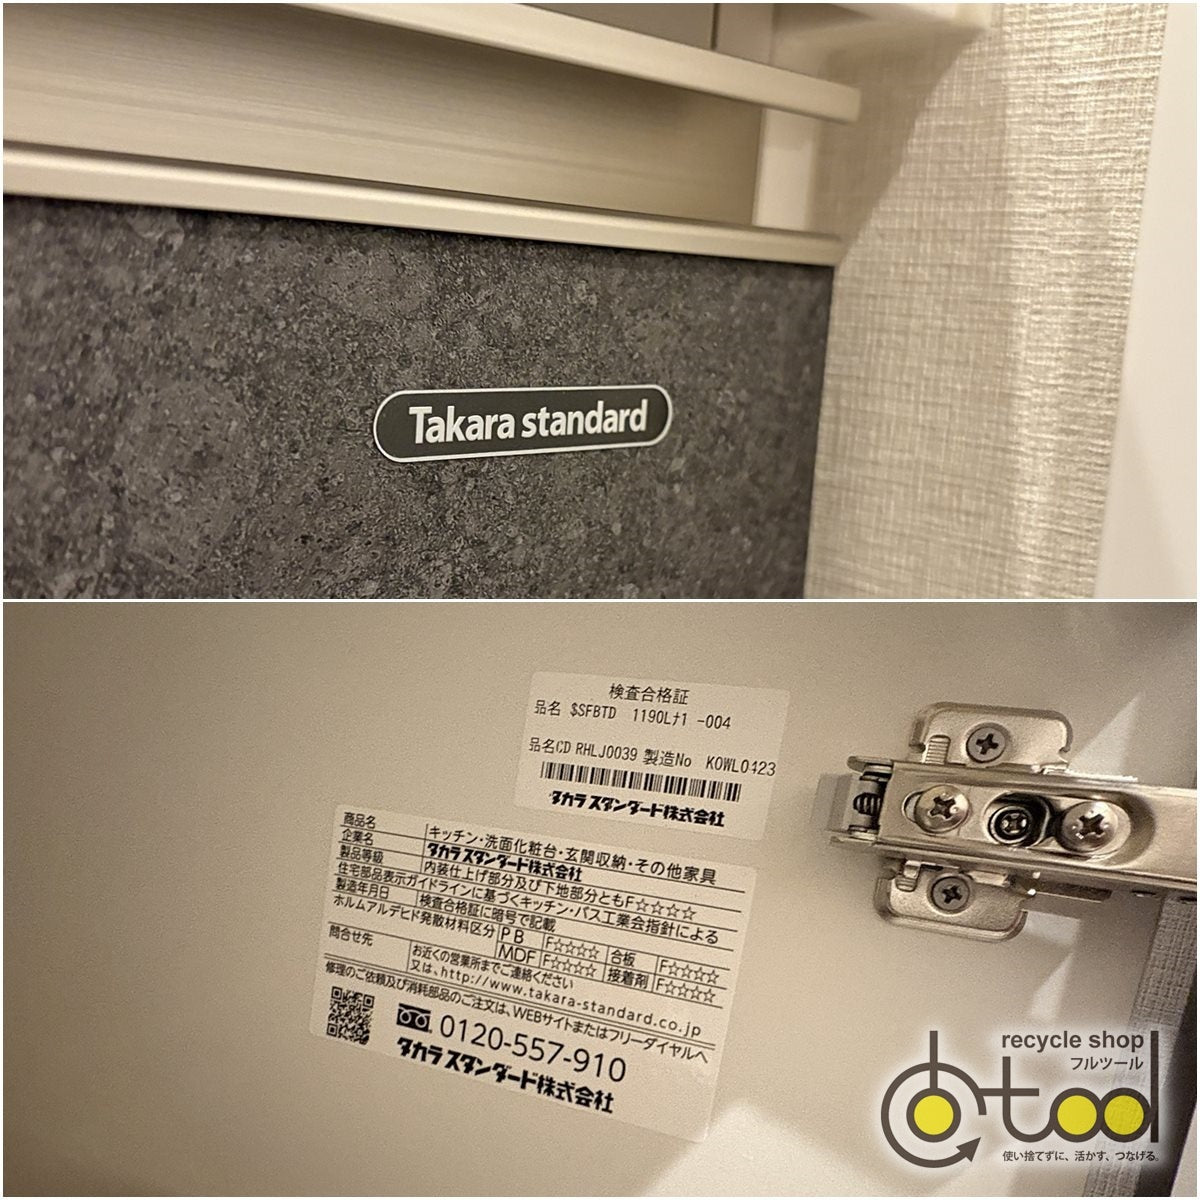 Takara standard
検査合格証
品名 $SFBTD 1190Lﾅ1 -004
品名CD RHLJ0039 製造No KOWL0423
タカラスタンダード株式会社
商品名 キッチン・洗面化粧台・玄関収納・その他家具
企業名 タカラスタンダード株式会社
製品等級 内装仕上げ部分及び下地部分ともF☆☆☆☆
住宅部品表示ガイドラインに基づくキッチン・バス工業会指針による
製造年月日 検査合格証に暗号で記載
ホルムアルデヒド発散材料区分 PB F☆☆☆☆ 合板 F☆☆☆☆
MDF F☆☆☆☆ 接着剤 F☆☆☆☆
問合せ先 お近くの営業所までご連絡ください
又は、http://www.takara-standard.co.jp
修理のご依頼及び消耗部品のご注文は、WEBサイトまたはフリーダイヤルへ
0120-557-910
タカラスタンダード株式会社
recycle shop
フルツール
tool
使い捨てずに、活かす、つなげる。